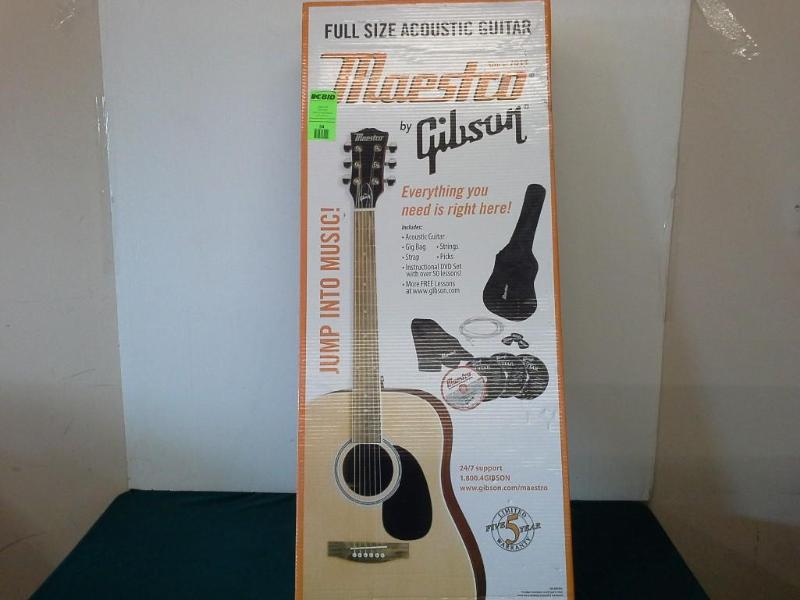 FULL SIZE ACOUSTIC GUITAR
Maestro
by Gibson
Maestro
Everything you
need is right here!
Includes:
• Acoustic Guitar
• Gig Bag • Strings
• Strap • Picks
• Instructional DVD Set
with over 50 lessons!
• More FREE Lessons
at www.gibson.com
JUMP INTO MUSIC!
Maestro
24/7 support
1.800.4GIBSON
www.gibson.com/maestro
LIMITED
FIVE 5 YEAR
WARRANTY